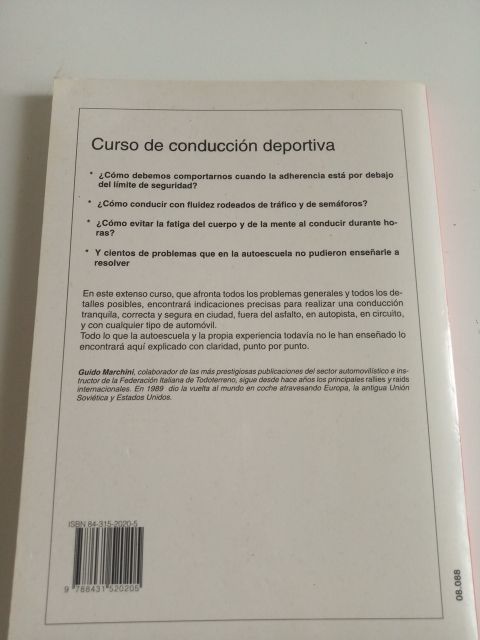 Curso de conducción deportiva
* ¿Cómo debemos comportarnos cuando la adherencia está por debajo
del límite de seguridad?
* ¿Cómo conducir con fluidez rodeados de tráfico y de semáforos?
* ¿Cómo evitar la fatiga del cuerpo y de la mente al conducir durante ho-
ras?
* Y cientos de problemas que en la autoescuela no pudieron enseñarle a
resolver
En este extenso curso, que afronta todos los problemas generales y todos los de-
talles posibles, encontrará indicaciones precisas para realizar una conducción
tranquila, correcta y segura en ciudad, fuera del asfalto, en autopista, en circuito,
y con cualquier tipo de automóvil.
Todo lo que la autoescuela y la propia experiencia todavía no le han enseñado lo
encontrará aquí explicado con claridad, punto por punto.
Guido Marchini, colaborador de las más prestigiosas publicaciones del sector automovilístico e ins-
tructor de la Federación Italiana de Todoterreno, sigue desde hace años los principales rallies y raids
internacionales. En 1989 dio la vuelta al mundo en coche atravesando Europa, la antigua Unión
Soviética y Estados Unidos.
ISBN 84-315-2020-5
9 788431 520205
08.088